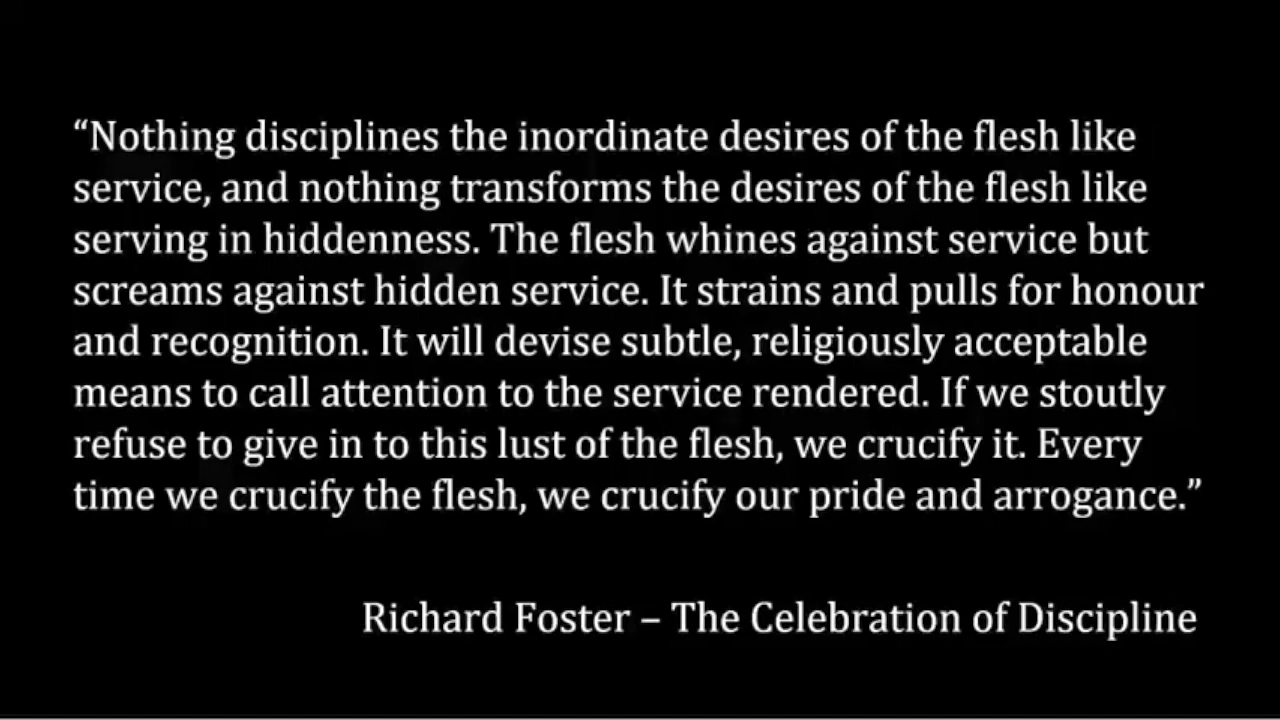 “Nothing disciplines the inordinate desires of the flesh like
service, and nothing transforms the desires of the flesh like
serving in hiddenness. The flesh whines against service but
screams against hidden service. It strains and pulls for honour
and recognition. It will devise subtle, religiously acceptable
means to call attention to the service rendered. If we stoutly
refuse to give in to this lust of the flesh, we crucify it. Every
time we crucify the flesh, we crucify our pride and arrogance.”
Richard Foster – The Celebration of Discipline